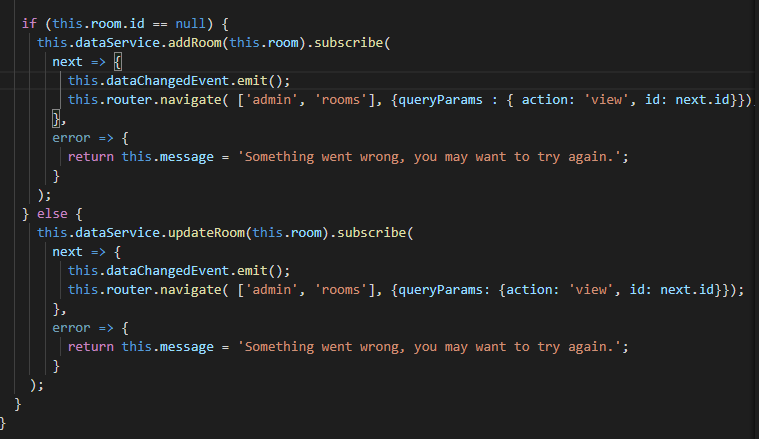 if (this.room.id == null) {
this.dataService.addRoom(this.room).subscribe(
next => {
this.dataChangedEvent.emit();
this.router.navigate( ['admin', 'rooms'], {queryParams : { action: 'view', id: next.id}})
},
error => {
return this.message = 'Something went wrong, you may want to try again.';
}
);
} else {
this.dataService.updateRoom(this.room).subscribe(
next => {
this.dataChangedEvent.emit();
this.router.navigate( ['admin', 'rooms'], {queryParams: {action: 'view', id: next.id}});
},
error => {
return this.message = 'Something went wrong, you may want to try again.';
}
);
}
}